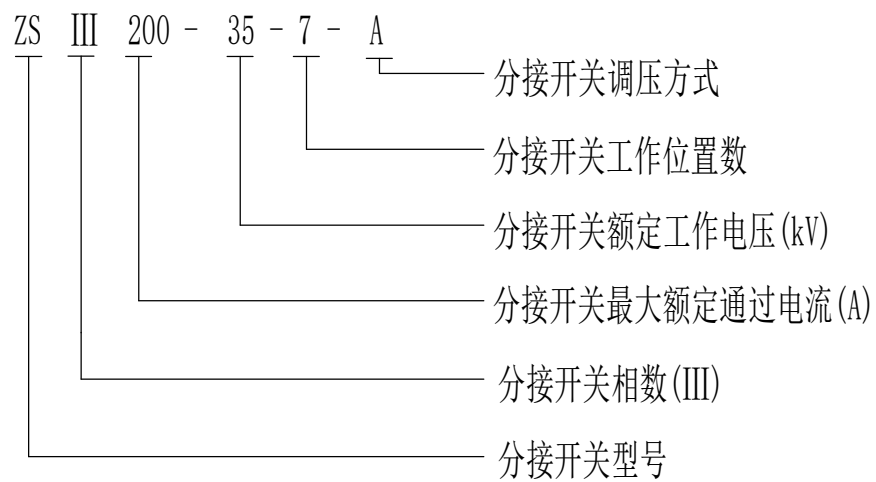 ZS III 200 - 35 - 7 - A
分接开关调压方式
分接开关工作位置数
分接开关额定工作电压(kV)
分接开关最大额定通过电流(A)
分接开关相数(III)
分接开关型号